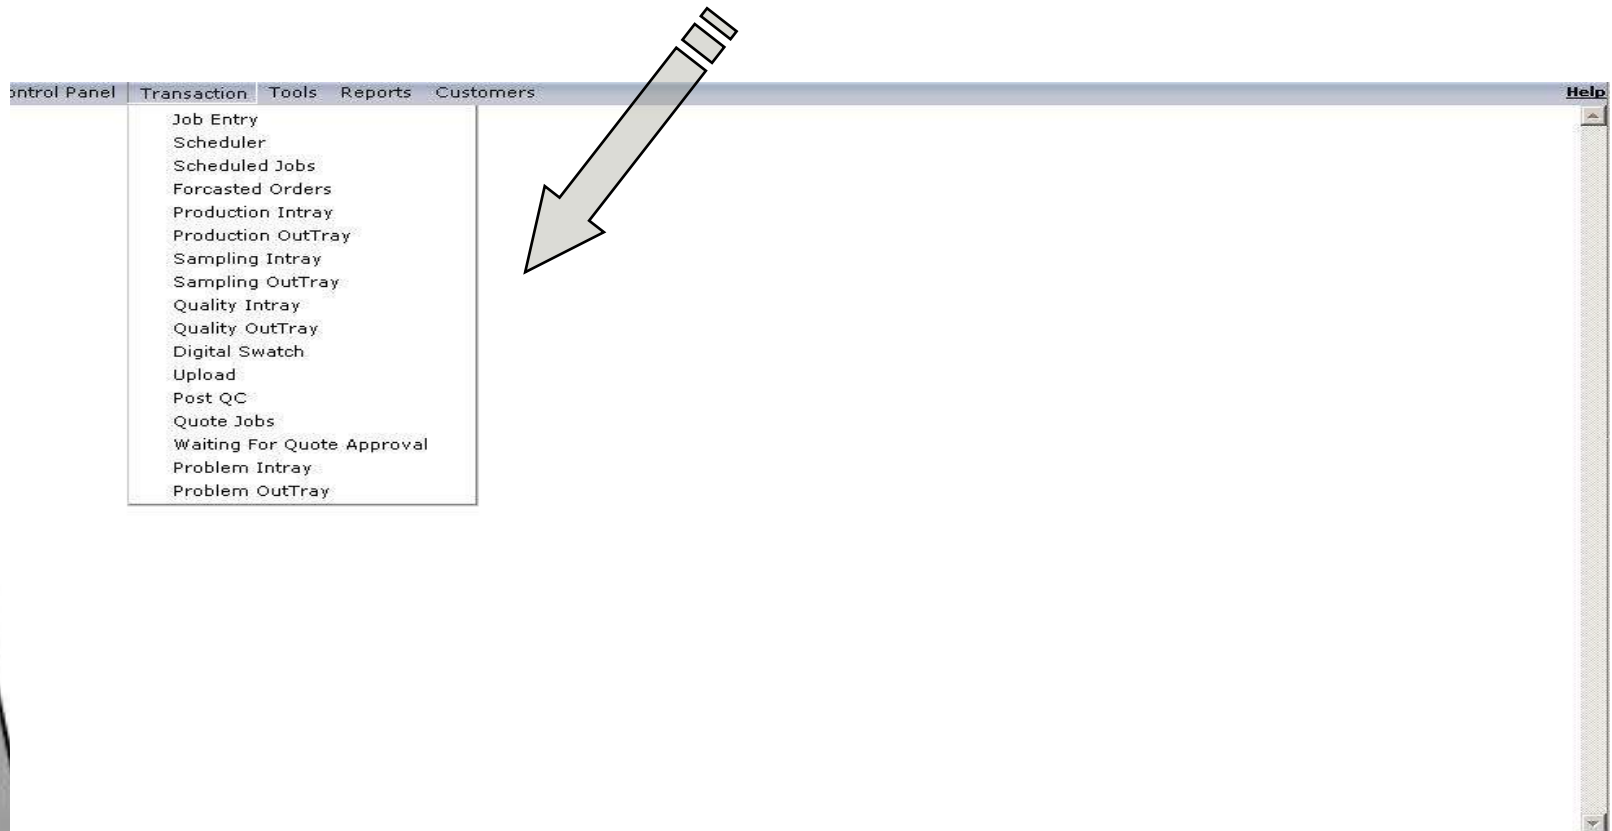 ontrol Panel Transaction Tools Reports Customers Help
Job Entry
Scheduler
Scheduled Jobs
Forcasted Orders
Production Intray
Production OutTray
Sampling Intray
Sampling OutTray
Quality Intray
Quality OutTray
Digital Swatch
Upload
Post QC
Quote Jobs
Waiting For Quote Approval
Problem Intray
Problem OutTray